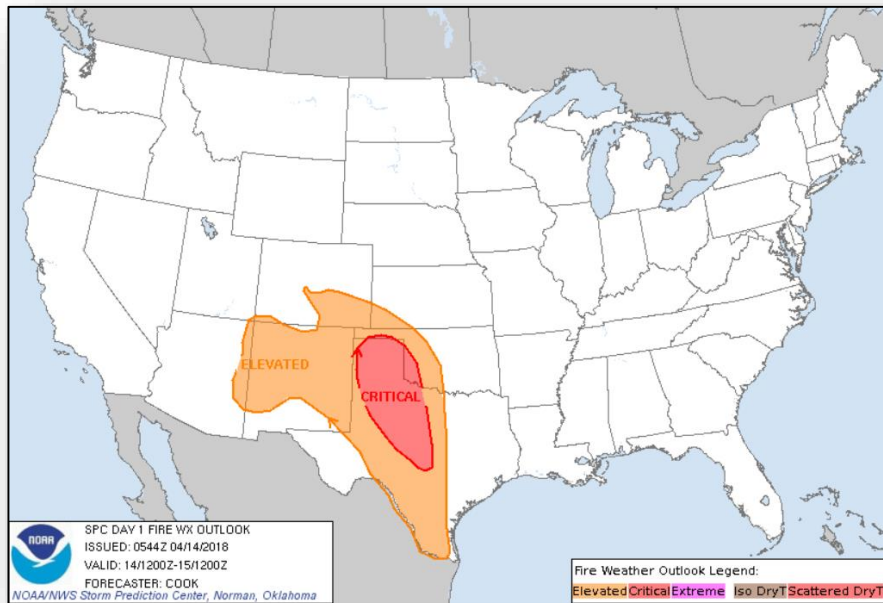 ELEVATED
CRITICAL
NOAA
SPC DAY 1 FIRE WX OUTLOOK
ISSUED: 0544Z 04/14/2018
VALID: 14/1200Z-15/1200Z
FORECASTER: COOK
NOAA/NWS Storm Prediction Center, Norman, Oklahoma
Fire Weather Outlook Legend:
Elevated Critical Extreme Iso DryT Scattered DryT